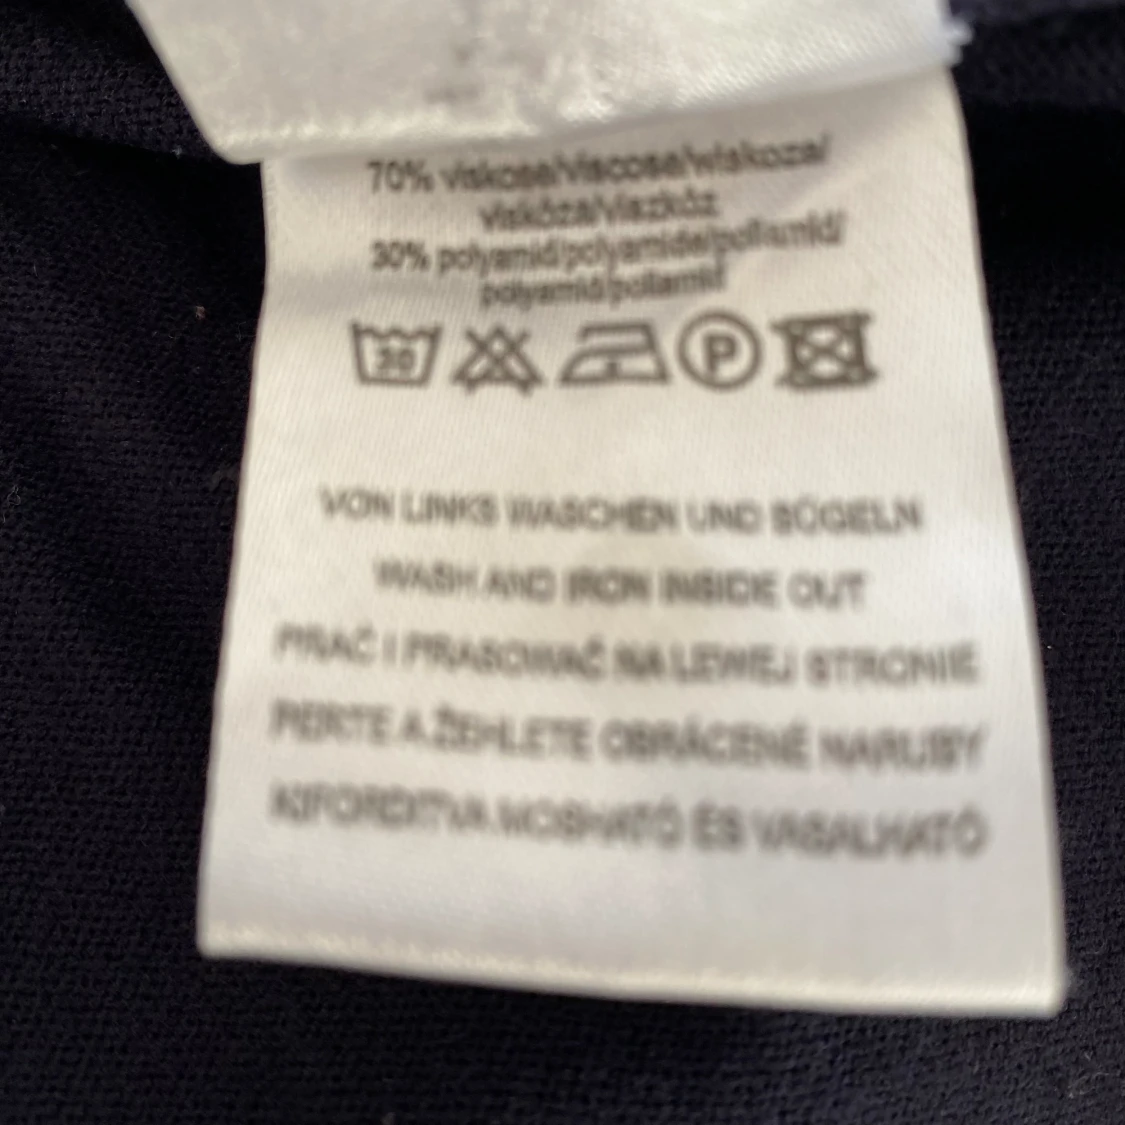 70% viskose/viscose/wiskoza/
viskóza/viszkóz
30% polyamid/polyamide/poliamid/
polyamid/poliamid
30
P
VON LINKS WASCHEN UND BÜGELN
WASH AND IRON INSIDE OUT
PRAĆ I PRASOWAĆ NA LEWEJ STRONIE
PERTE A ŽEHLETE OBRÁCENÉ NARUBY
KIFORDÍTVA MOSHATÓ ÉS VASALHATÓ